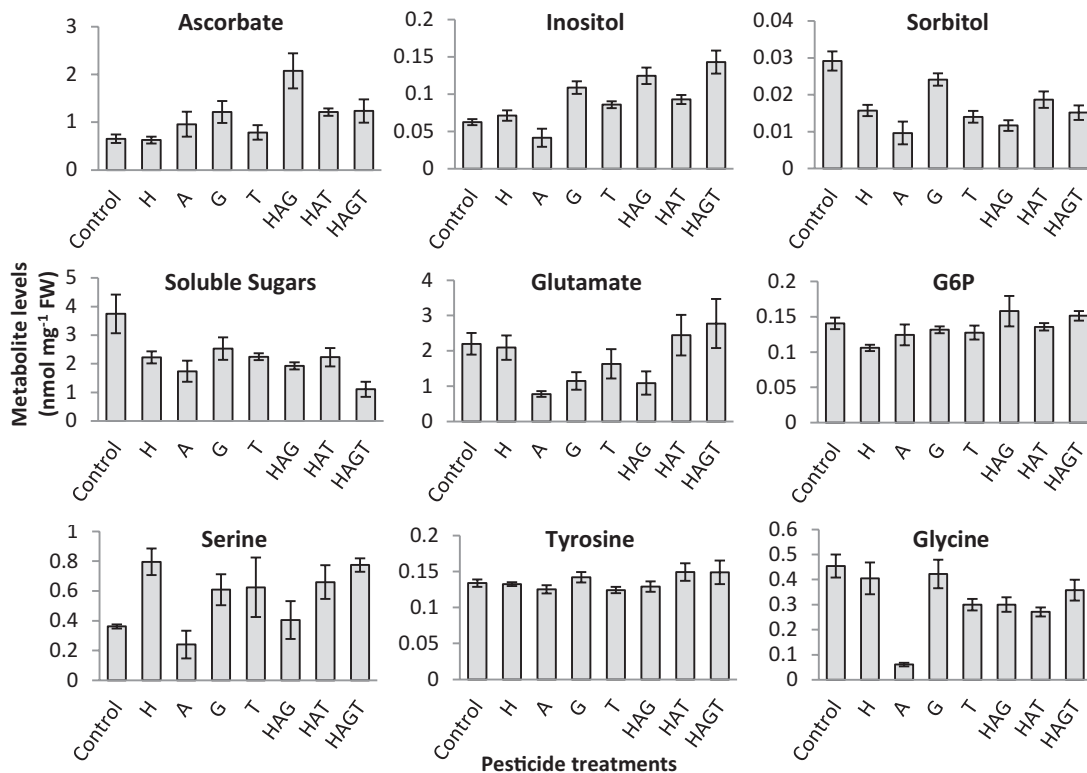 Ascorbate
3
2
1
0
Control H A G T HAG HAT HAGT
Inositol
0.2
0.15
0.1
0.05
0
Control H A G T HAG HAT HAGT
Sorbitol
0.04
0.03
0.02
0.01
0
Control H A G T HAG HAT HAGT
Metabolite levels
(nmol mg-1 FW)
Soluble Sugars
5
4
3
2
1
0
Control H A G T HAG HAT HAGT
Glutamate
4
3
2
1
0
Control H A G T HAG HAT HAGT
G6P
0.2
0.15
0.1
0.05
0
Control H A G T HAG HAT HAGT
Serine
1
0.8
0.6
0.4
0.2
0
Control H A G T HAG HAT HAGT
Tyrosine
0.2
0.15
0.1
0.05
0
Control H A G T HAG HAT HAGT
Glycine
0.6
0.5
0.4
0.3
0.2
0.1
0
Control H A G T HAG HAT HAGT
Pesticide treatments